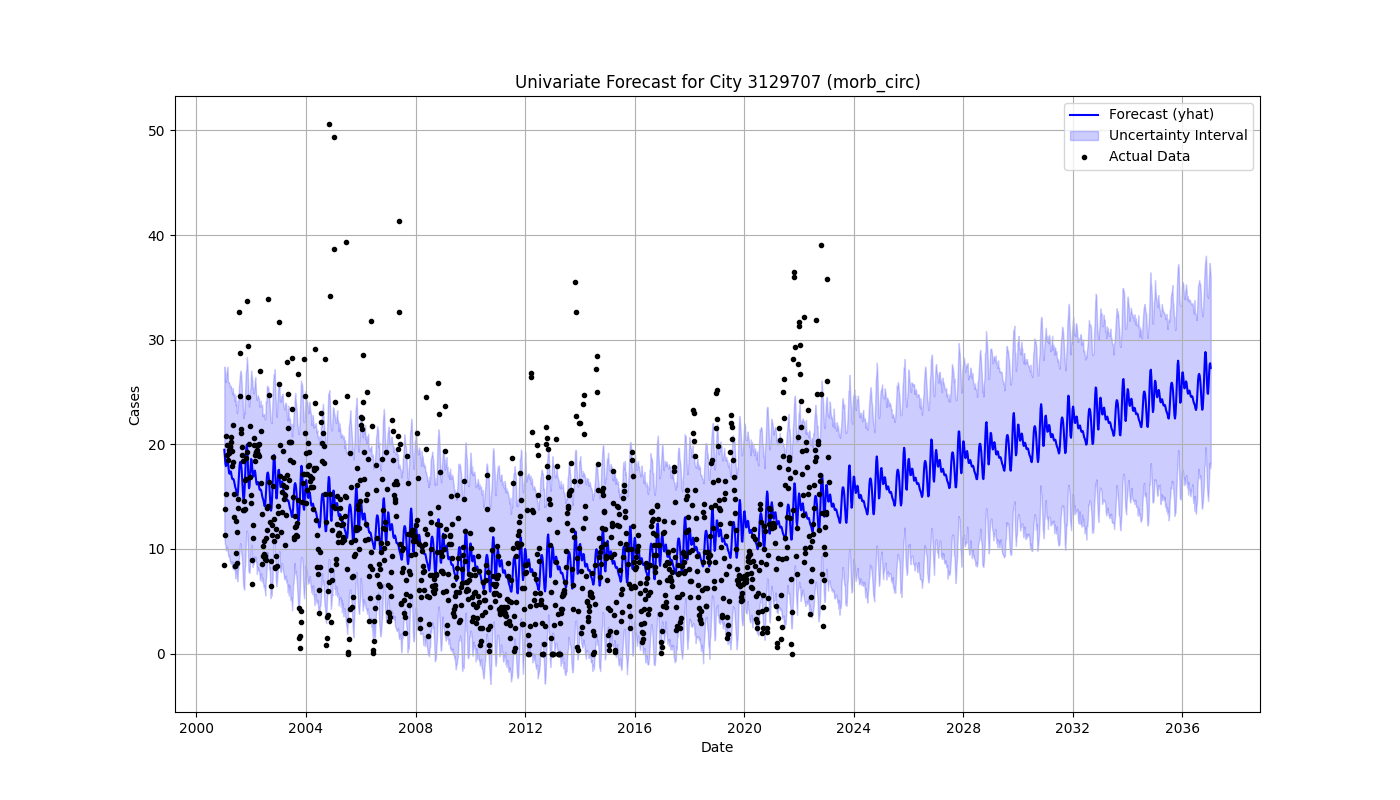 Univariate Forecast for City 3129707 (morb_circ)
Forecast (yhat)
Uncertainty Interval
Actual Data
Cases
50
40
30
20
10
0
2000 2004 2008 2012 2016 2020 2024 2028 2032 2036
Date